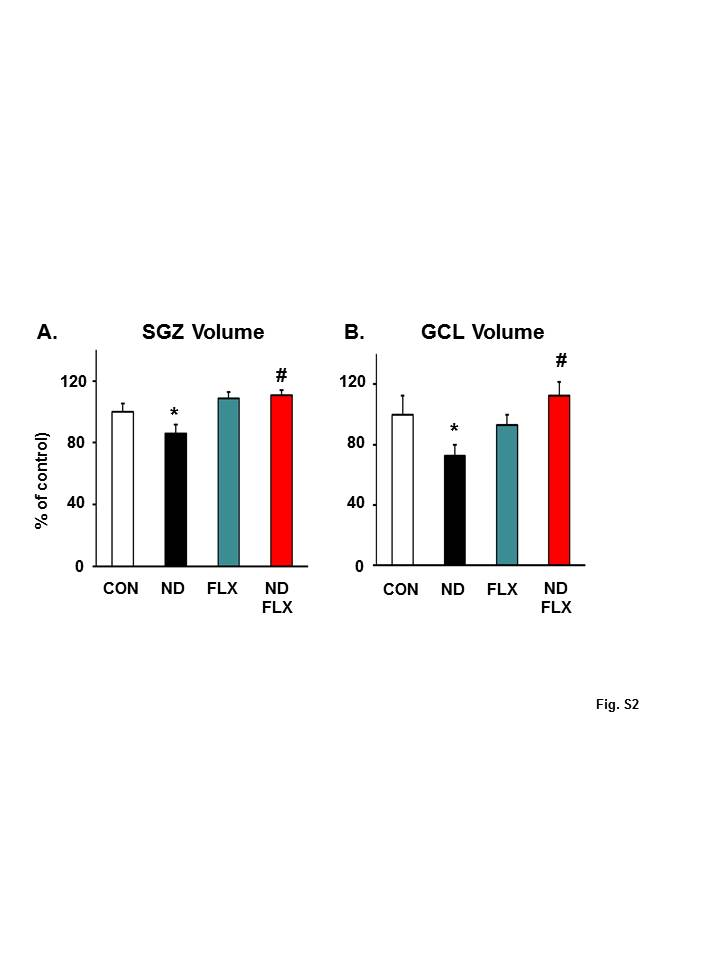 A. SGZ Volume
% of control)
120
80
40
0
*
#
CON ND FLX ND
FLX
B. GCL Volume
120
80
40
0
*
#
CON ND FLX ND
FLX
Fig. S2